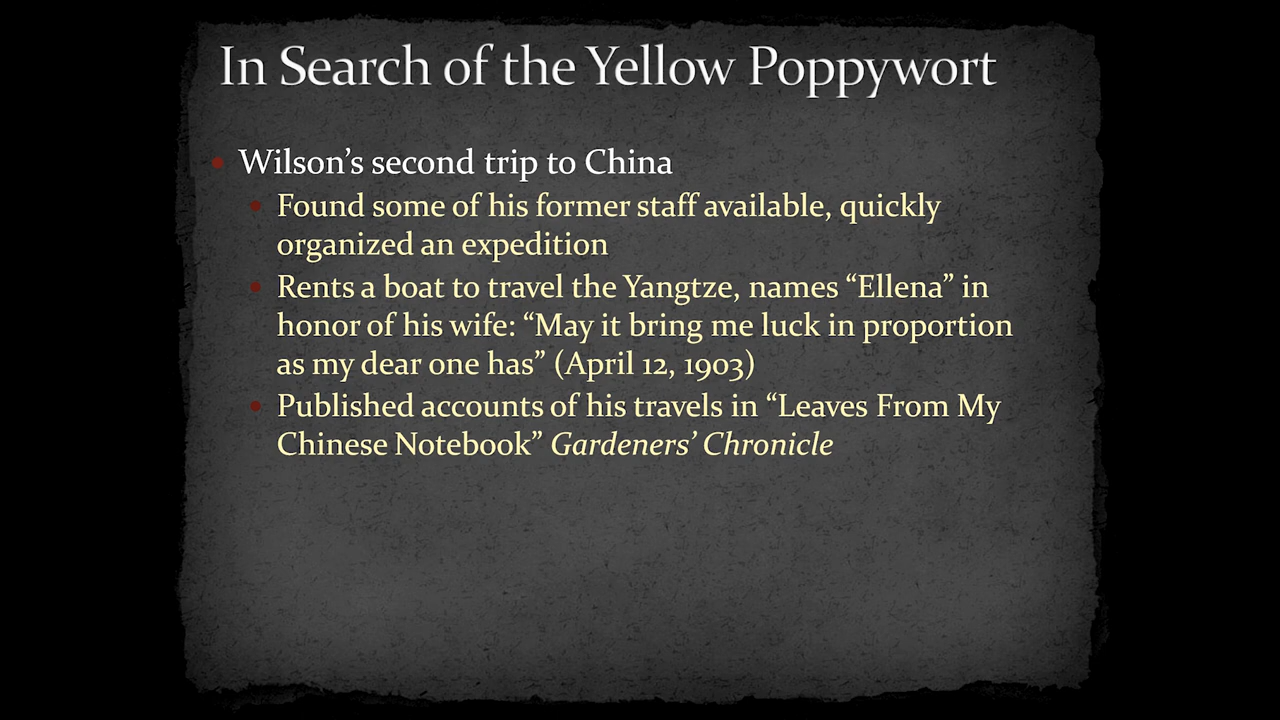 In Search of the Yellow Poppywort
Wilson’s second trip to China
Found some of his former staff available, quickly
organized an expedition
Rents a boat to travel the Yangtze, names “Ellena” in
honor of his wife: “May it bring me luck in proportion
as my dear one has” (April 12, 1903)
Published accounts of his travels in “Leaves From My
Chinese Notebook” Gardeners’ Chronicle